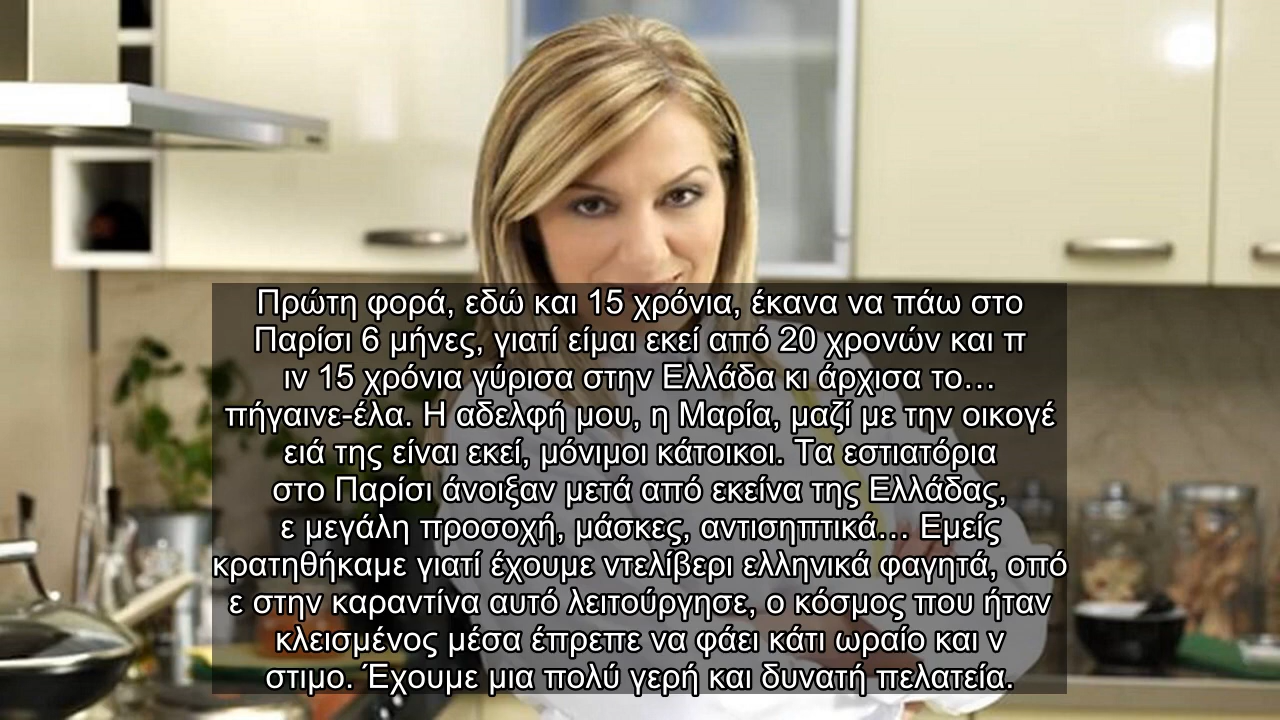 Πρώτη φορά, εδώ και 15 χρόνια, έκανα να πάω στο
Παρίσι 6 μήνες, γιατί είμαι εκεί από 20 χρονών και π
ιν 15 χρόνια γύρισα στην Ελλάδα κι άρχισα το…
πήγαινε-έλα. Η αδελφή μου, η Μαρία, μαζί με την οικογέ
ειά της είναι εκεί, μόνιμοι κάτοικοι. Τα εστιατόρια
στο Παρίσι άνοιξαν μετά από εκείνα της Ελλάδας,
ε μεγάλη προσοχή, μάσκες, αντισηπτικά… Εμείς
κρατηθήκαμε γιατί έχουμε ντελίβερι ελληνικά φαγητά, οπό
ε στην καραντίνα αυτό λειτούργησε, ο κόσμος που ήταν
κλεισμένος μέσα έπρεπε να φάει κάτι ωραίο και ν
στιμο. Έχουμε μια πολύ γερή και δυνατή πελατεία.